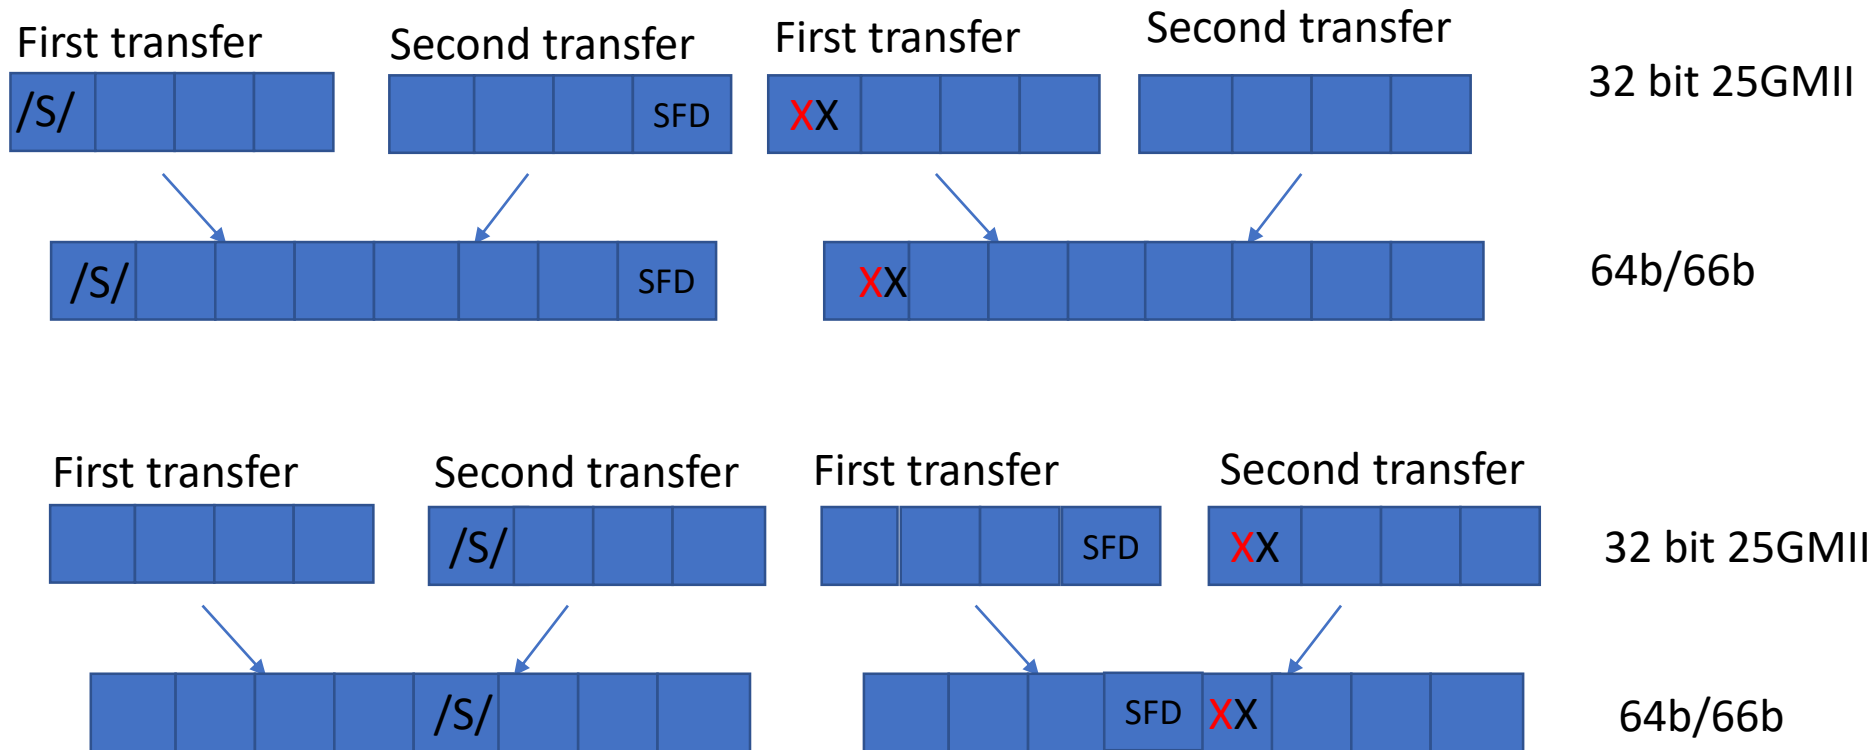 First transfer Second transfer First transfer Second transfer
/S/ SFD XX 32 bit 25GMII
/S/ SFD XX 64b/66b
First transfer Second transfer First transfer Second transfer
/S/ SFD XX 32 bit 25GMII
/S/ SFD XX 64b/66b